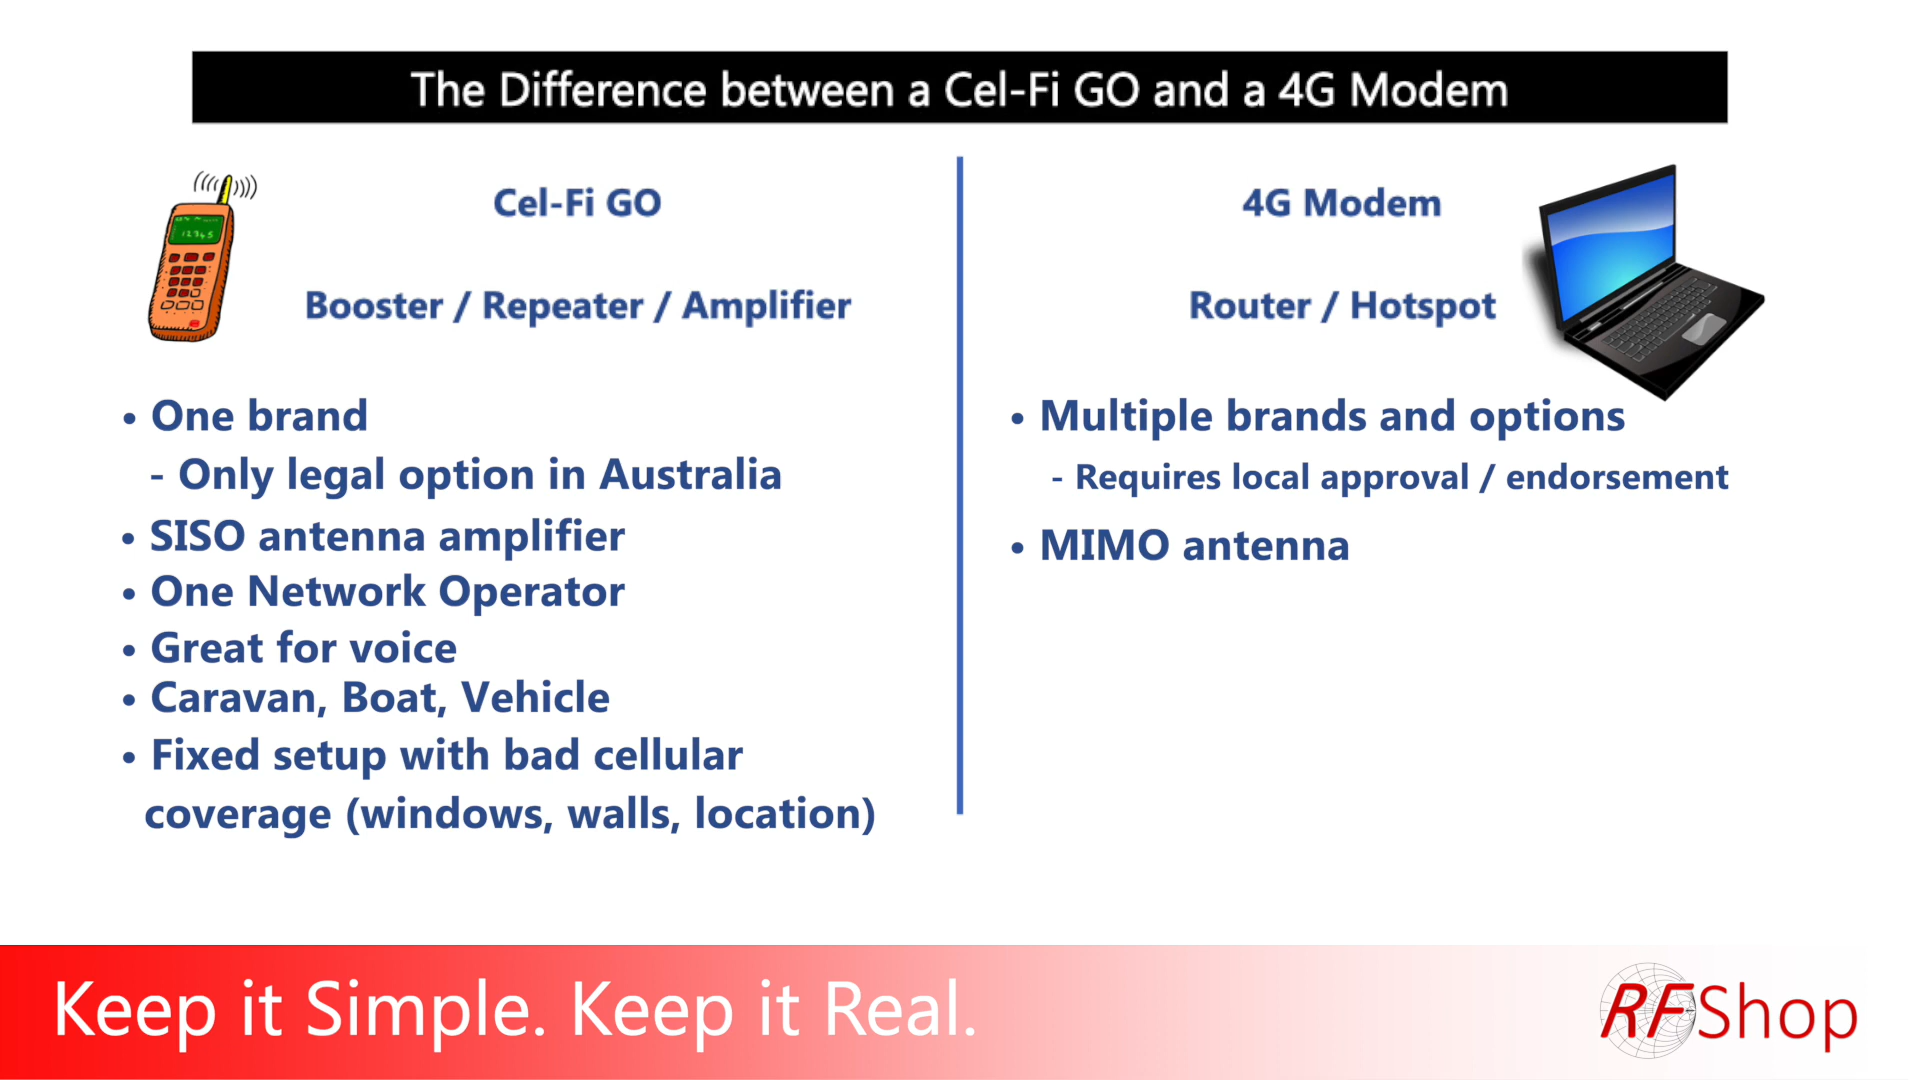 The Difference between a Cel-Fi GO and a 4G Modem
Cel-Fi GO
Booster / Repeater / Amplifier
• One brand
- Only legal option in Australia
• SISO antenna amplifier
• One Network Operator
• Great for voice
• Caravan, Boat, Vehicle
• Fixed setup with bad cellular
coverage (windows, walls, location)
4G Modem
Router / Hotspot
• Multiple brands and options
- Requires local approval / endorsement
• MIMO antenna
12345
Keep it Simple. Keep it Real.
RFShop